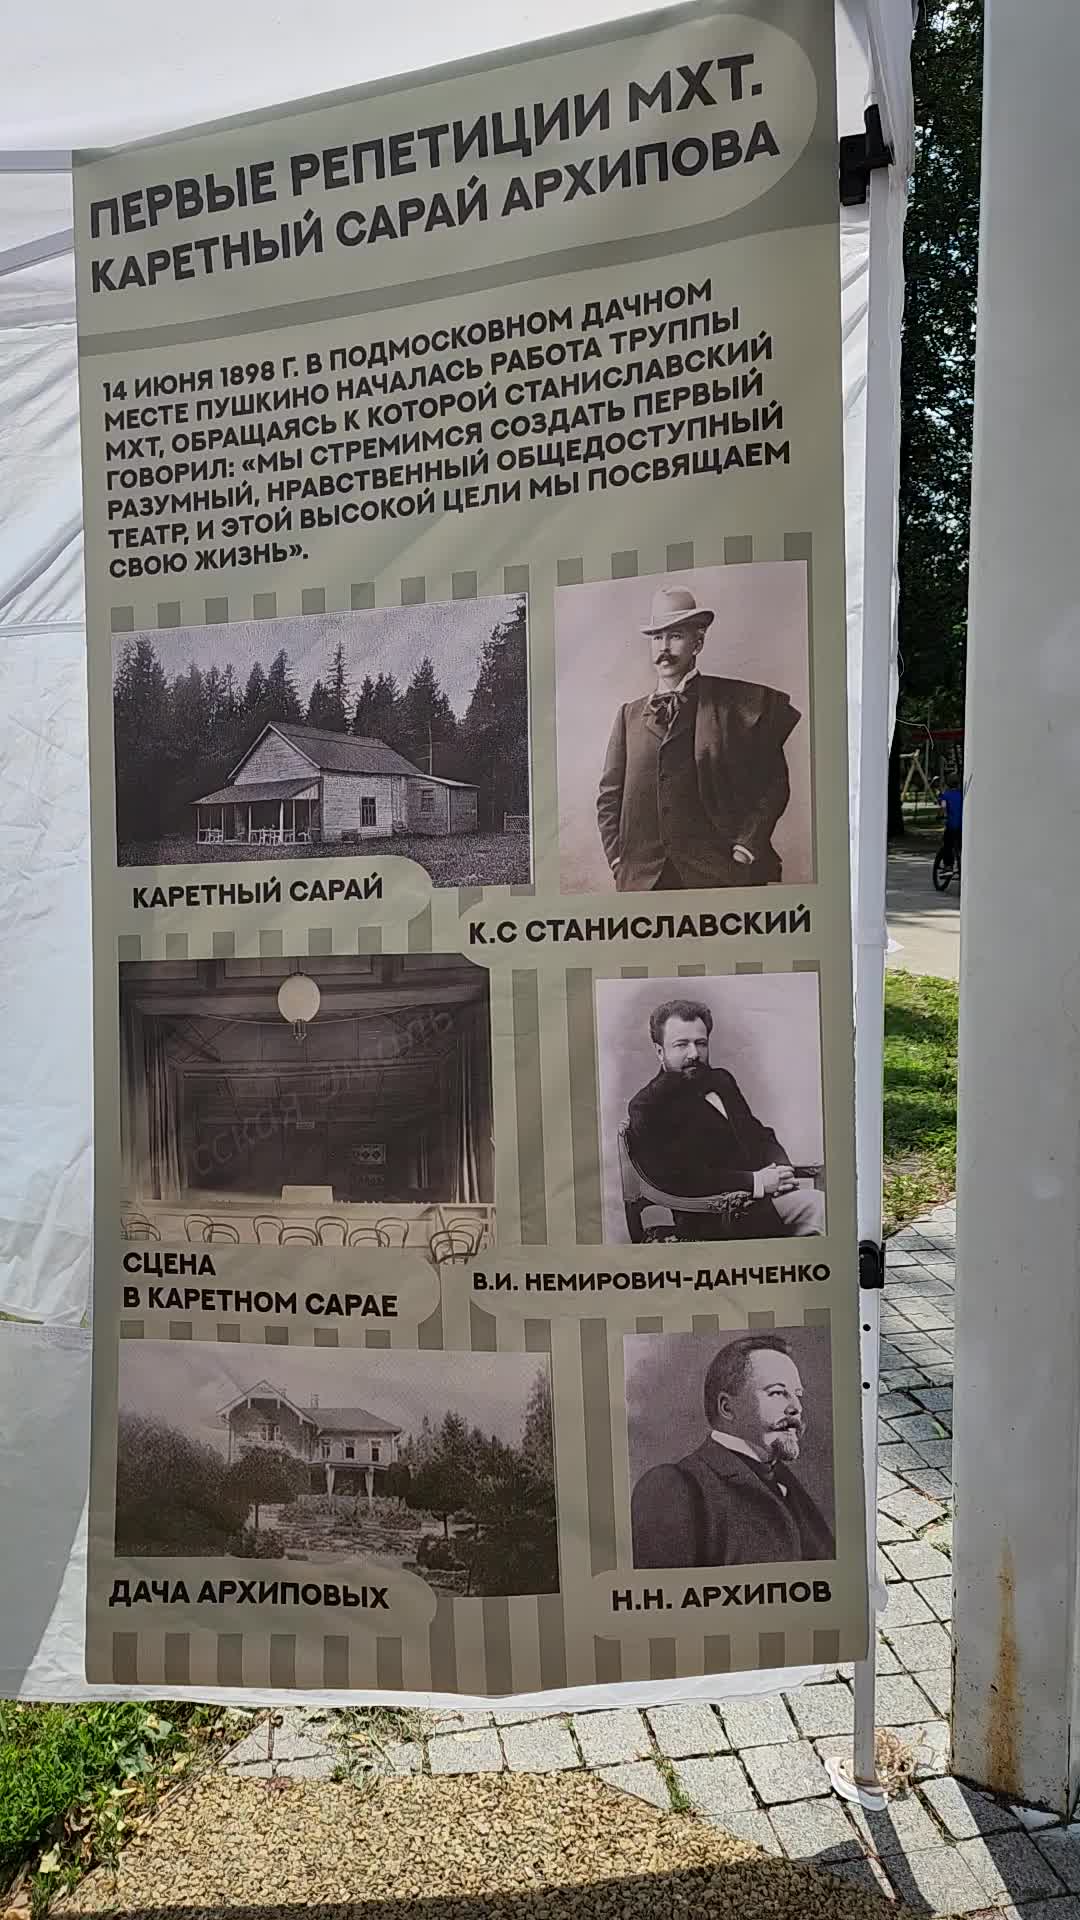 ПЕРВЫЕ РЕПЕТИЦИИ МХТ.
КАРЕТНЫЙ САРАЙ АРХИПОВА
14 ИЮНЯ 1898 Г. В ПОДМОСКОВНОМ ДАЧНОМ
МЕСТЕ ПУШКИНО НАЧАЛАСЬ РАБОТА ТРУППЫ
МХТ, ОБРАЩАЯСЬ К КОТОРОЙ СТАНИСЛАВСКИЙ
ГОВОРИЛ: «МЫ СТРЕМИМСЯ СОЗДАТЬ ПЕРВЫЙ
РАЗУМНЫЙ, НРАВСТВЕННЫЙ ОБЩЕДОСТУПНЫЙ
ТЕАТР, И ЭТОЙ ВЫСОКОЙ ЦЕЛИ МЫ ПОСВЯЩАЕМ
СВОЮ ЖИЗНЬ».
КАРЕТНЫЙ САРАЙ
К.С СТАНИСЛАВСКИЙ
СЦЕНА
В КАРЕТНОМ САРАЕ
В.И. НЕМИРОВИЧ-ДАНЧЕНКО
ДАЧА АРХИПОВЫХ
Н.Н. АРХИПОВ